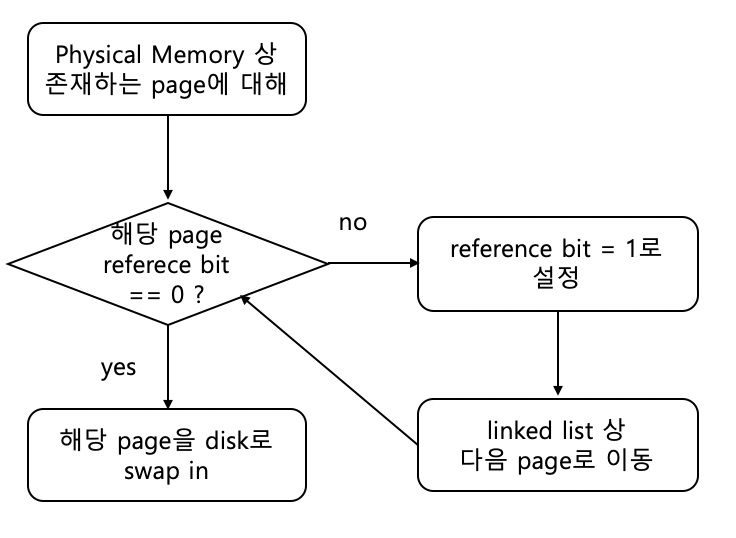 Physical Memory 상
존재하는 page에 대해
해당 page
referece bit
== 0 ?
no
reference bit = 1로
설정
yes
linked list 상
다음 page로 이동
해당 page을 disk로
swap in